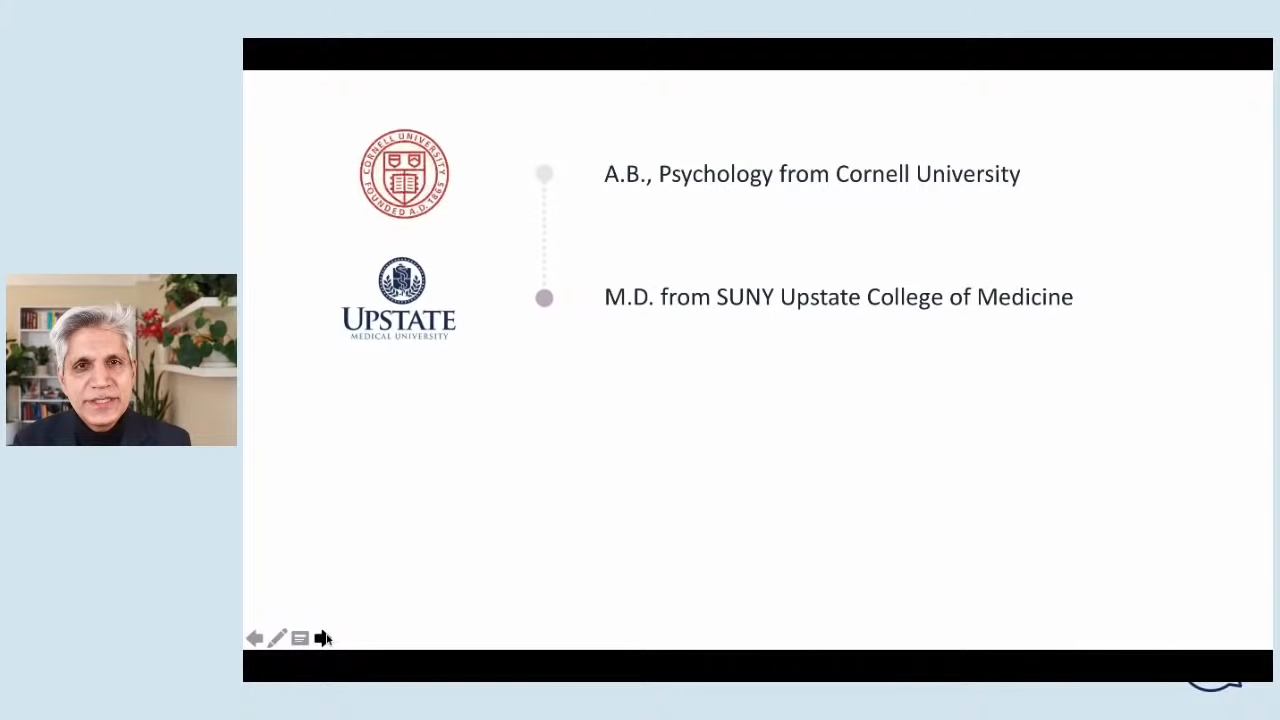 CORNELL UNIVERSITY
FOUNDED A.D. 1865
A.B., Psychology from Cornell University
UPSTATE
MEDICAL UNIVERSITY
M.D. from SUNY Upstate College of Medicine